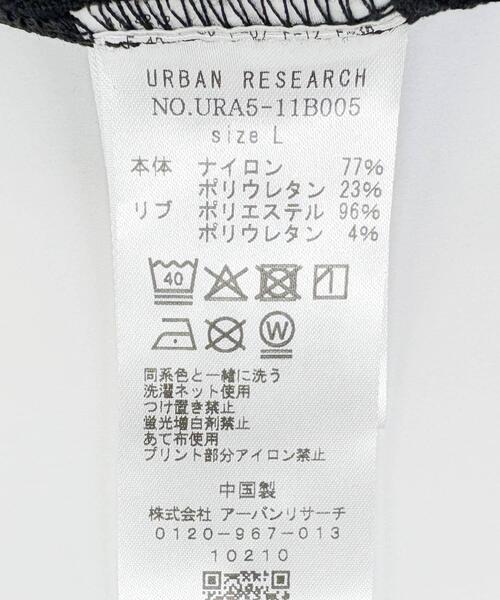 URBAN RESEARCH
NO.URA5-11B005
size L
本体 ナイロン 77%
ポリウレタン 23%
リブ ポリエステル 96%
ポリウレタン 4%
40
W
同系色と一緒に洗う
洗濯ネット使用
つけ置き禁止
蛍光増白剤禁止
あて布使用
プリント部分アイロン禁止
中国製
株式会社 アーバンリサーチ
0120-967-013
10210